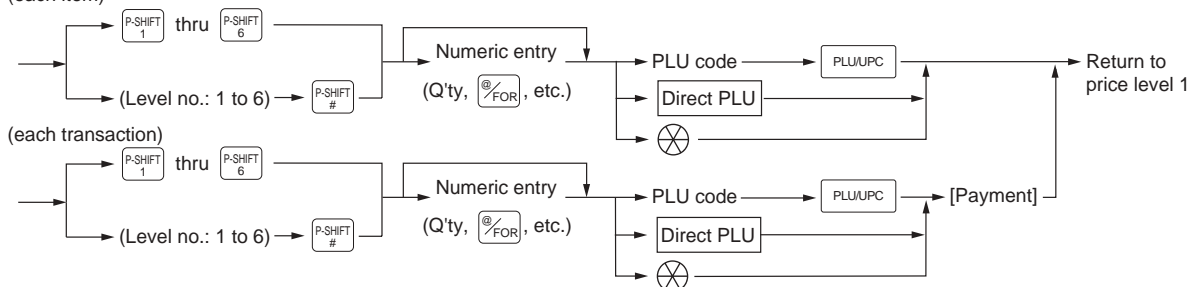 (each item)
P-SHIFT 1 thru P-SHIFT 6
(Level no.: 1 to 6) P-SHIFT #
Numeric entry
(Q'ty, @/FOR, etc.)
PLU code PLU/UPC
Direct PLU
Return to
price level 1
(each transaction)
P-SHIFT 1 thru P-SHIFT 6
(Level no.: 1 to 6) P-SHIFT #
Numeric entry
(Q'ty, @/FOR, etc.)
PLU code PLU/UPC
Direct PLU
[Payment]